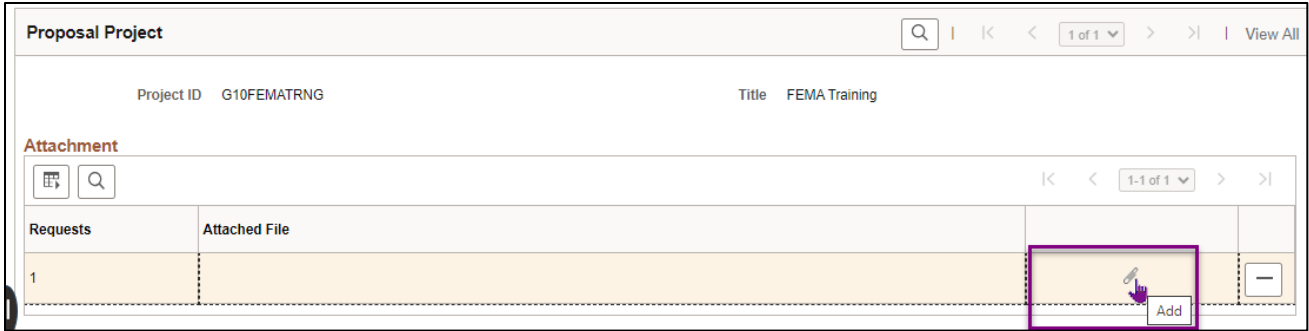 Proposal Project
1 of 1
View All
Project ID G10FEMATRNG Title FEMA Training
Attachment
1-1 of 1
Requests Attached File
1
Add